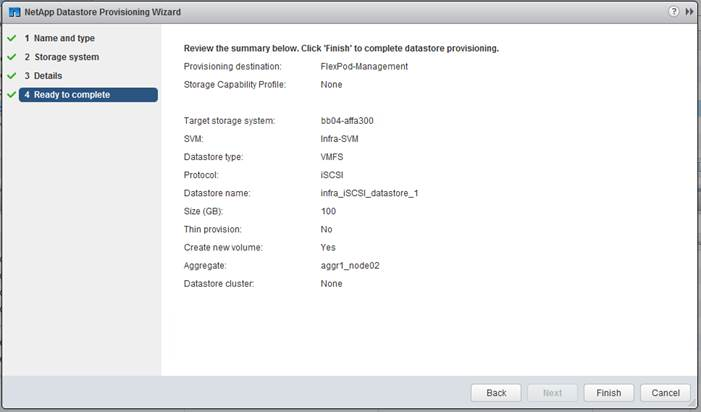 NetApp Datastore Provisioning Wizard
1 Name and type
2 Storage system
3 Details
4 Ready to complete
Review the summary below. Click 'Finish' to complete datastore provisioning.
Provisioning destination: FlexPod-Management
Storage Capability Profile: None
Target storage system: bb04-affa300
SVM: Infra-SVM
Datastore type: VMFS
Protocol: iSCSI
Datastore name: infra_iSCSI_datastore_1
Size (GB): 100
Thin provision: No
Create new volume: Yes
Aggregate: aggr1_node02
Datastore cluster: None
Back Next Finish Cancel